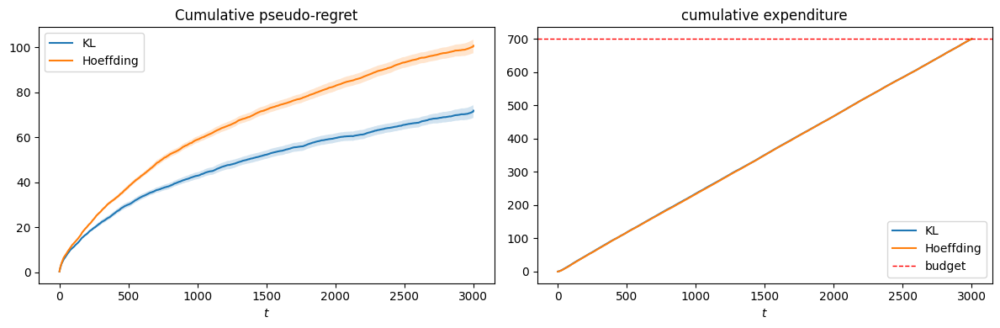 Cumulative pseudo-regret
KL
Hoeffding
100
80
60
40
20
0
0 500 1000 1500 2000 2500 3000
t
cumulative expenditure
700
600
500
400
300
200
100
0
KL
Hoeffding
budget
0 500 1000 1500 2000 2500 3000
t